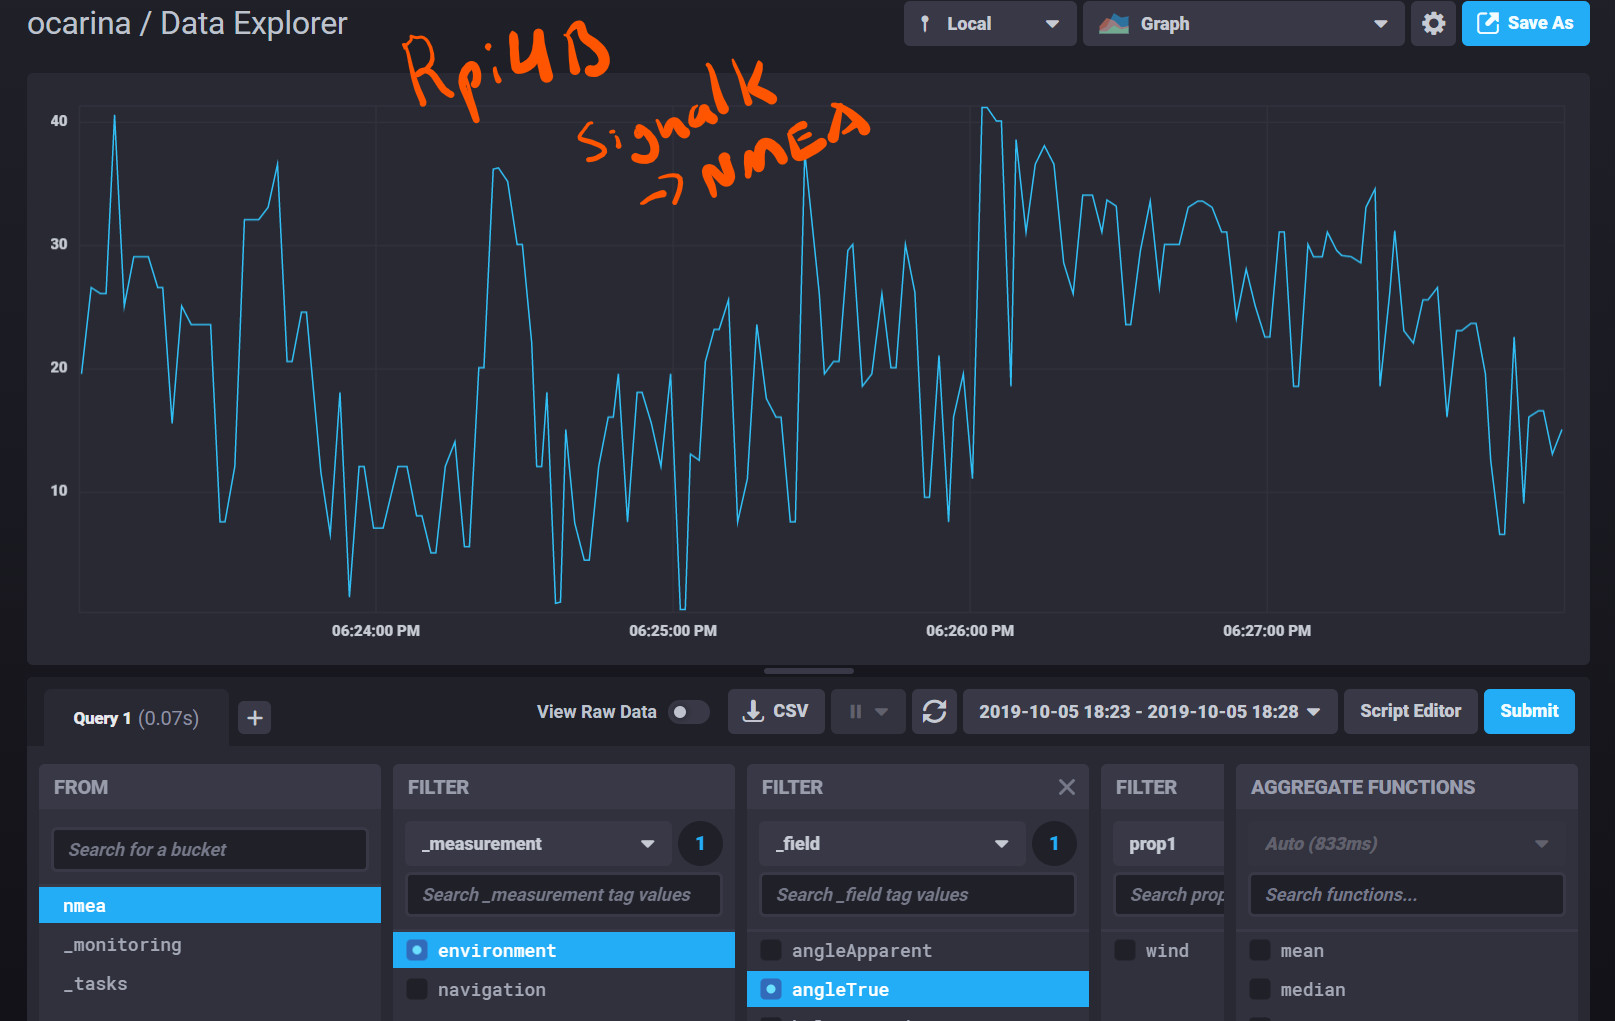 ocarina / Data Explorer
Local
Graph
Save As
Rpi4B
SignalK
→ NMEA
40
30
20
10
06:24:00 PM
06:25:00 PM
06:26:00 PM
06:27:00 PM
Query 1 (0.07s)
+
View Raw Data
CSV
2019-10-05 18:23 - 2019-10-05 18:28
Script Editor
Submit
FROM
Search for a bucket
nmea
_monitoring
_tasks
FILTER
_measurement
1
Search _measurement tag values
environment
navigation
FILTER
_field
1
Search _field tag values
angleApparent
angleTrue
FILTER
prop1
Search prop
wind
AGGREGATE FUNCTIONS
Auto (833ms)
Search functions...
mean
median